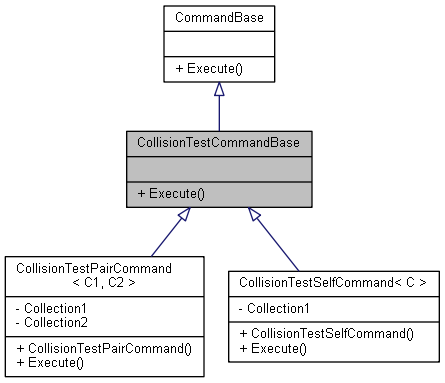 CommandBase
+ Execute()
CollisionTestCommandBase
+ Execute()
CollisionTestPairCommand
< C1, C2 >
- Collection1
- Collection2
+ CollisionTestPairCommand()
+ Execute()
CollisionTestSelfCommand< C >
- Collection1
+ CollisionTestSelfCommand()
+ Execute()